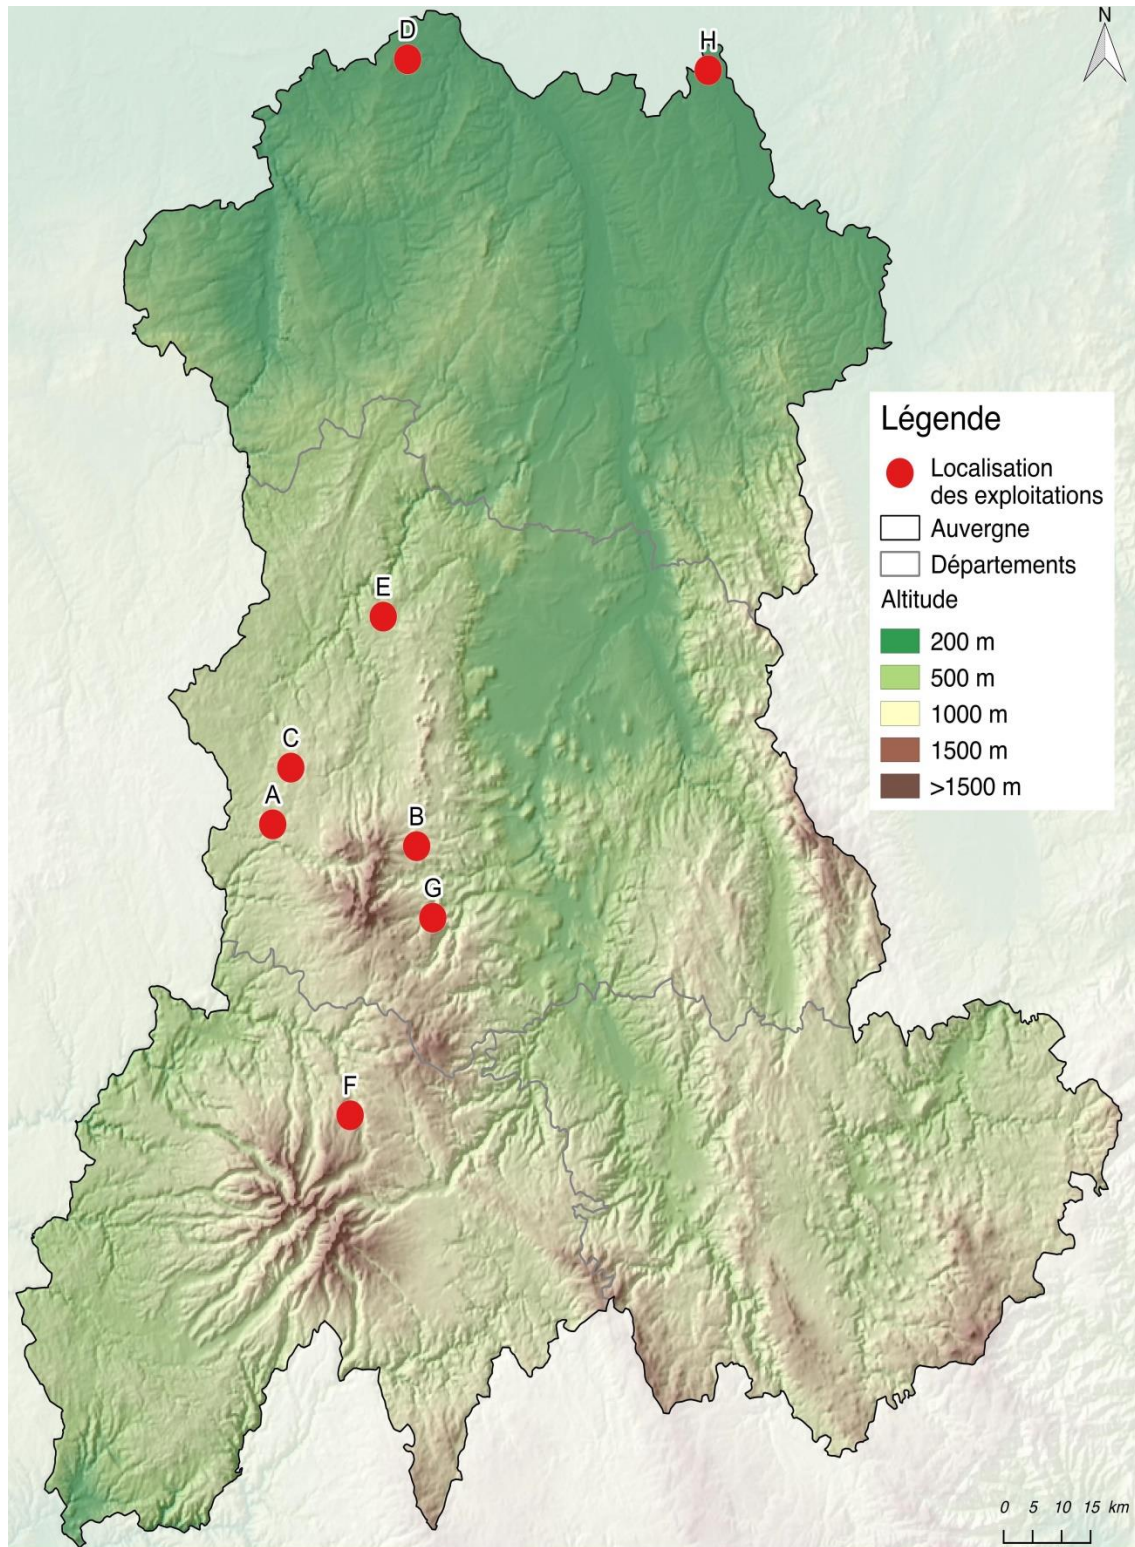 N
D
H
Légende
Localisation
des exploitations
Auvergne
Départements
Altitude
200 m
500 m
1000 m
1500 m
>1500 m
E
C
A
B
G
F
0 5 10 15 km